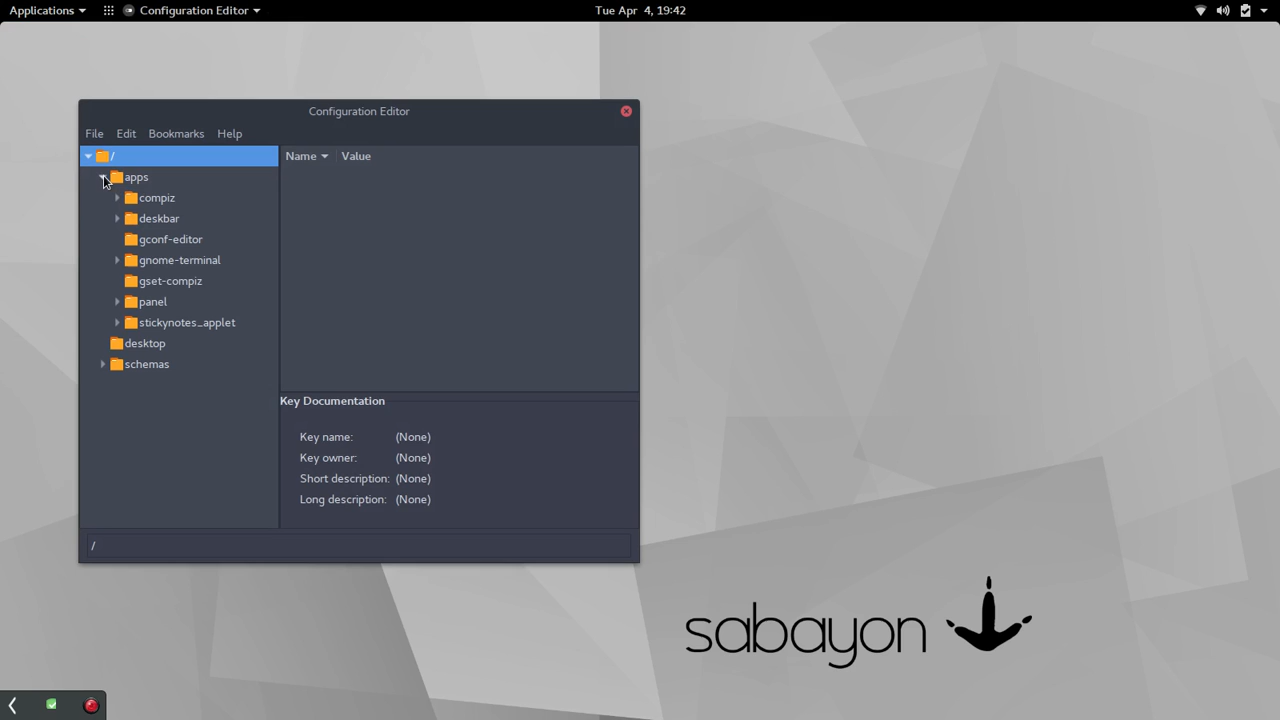 Applications Configuration Editor Tue Apr  4, 19:42
Configuration Editor
File Edit Bookmarks Help
/ Name Value
apps
compiz
deskbar
gconf-editor
gnome-terminal
gset-compiz
panel
stickynotes_applet
desktop
schemas
Key Documentation
Key name: (None)
Key owner: (None)
Short description: (None)
Long description: (None)
/
sabayon